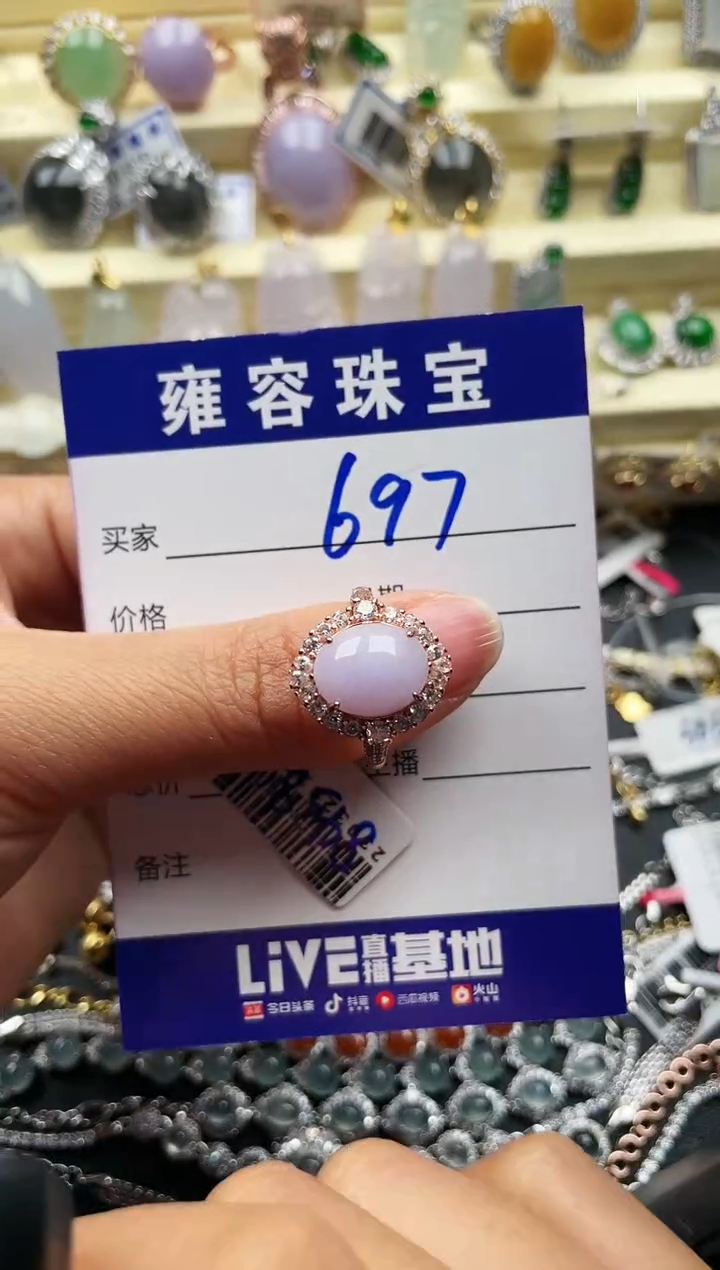 雍容珠宝
697
买家
价格 期
播
备注
LiVE直播基地
今日头条 抖音 西瓜视频 火山